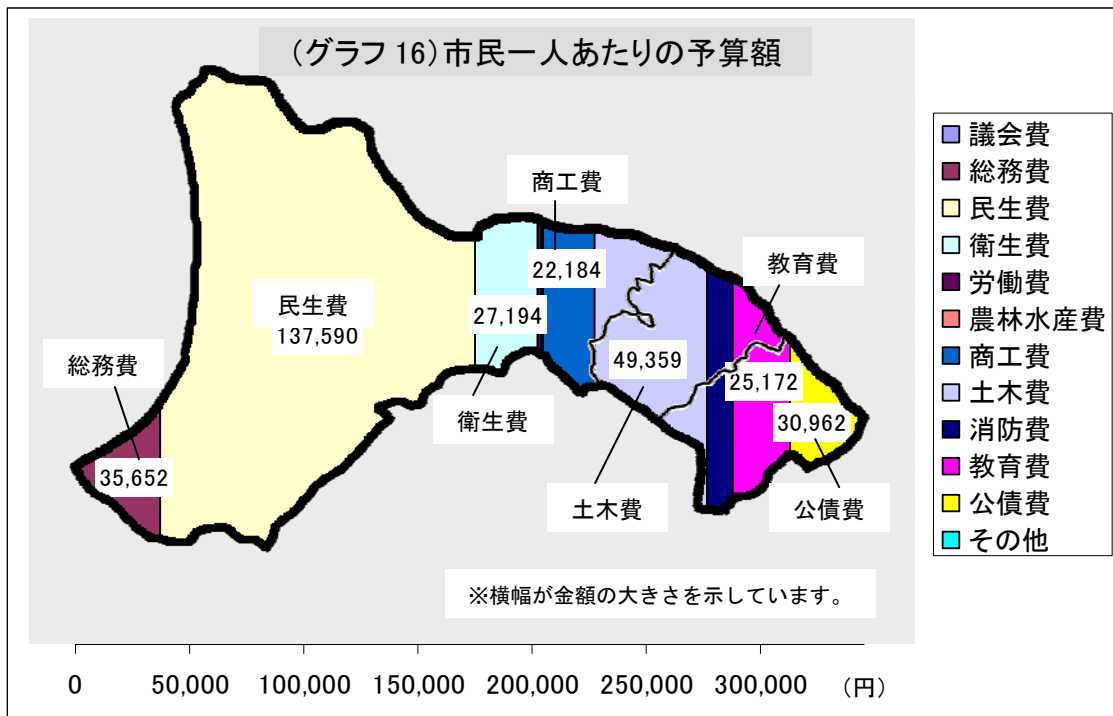 (グラフ 16)市民一人あたりの予算額
商工費
22,184
教育費
民生費
137,590
27,194
総務費
49,359
25,172
衛生費
30,962
35,652
土木費
公債費
※横幅が金額の大きさを示しています。
0 50,000 100,000 150,000 200,000 250,000 300,000 (円)
議会費
総務費
民生費
衛生費
労働費
農林水産費
商工費
土木費
消防費
教育費
公債費
その他